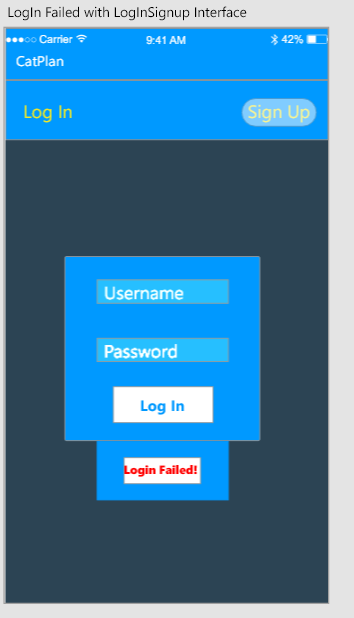 LogIn Failed with LogInSignup Interface
Carrier 9:41 AM 42%
CatPlan
Log In Sign Up
Username
Password
Log In
Login Failed!